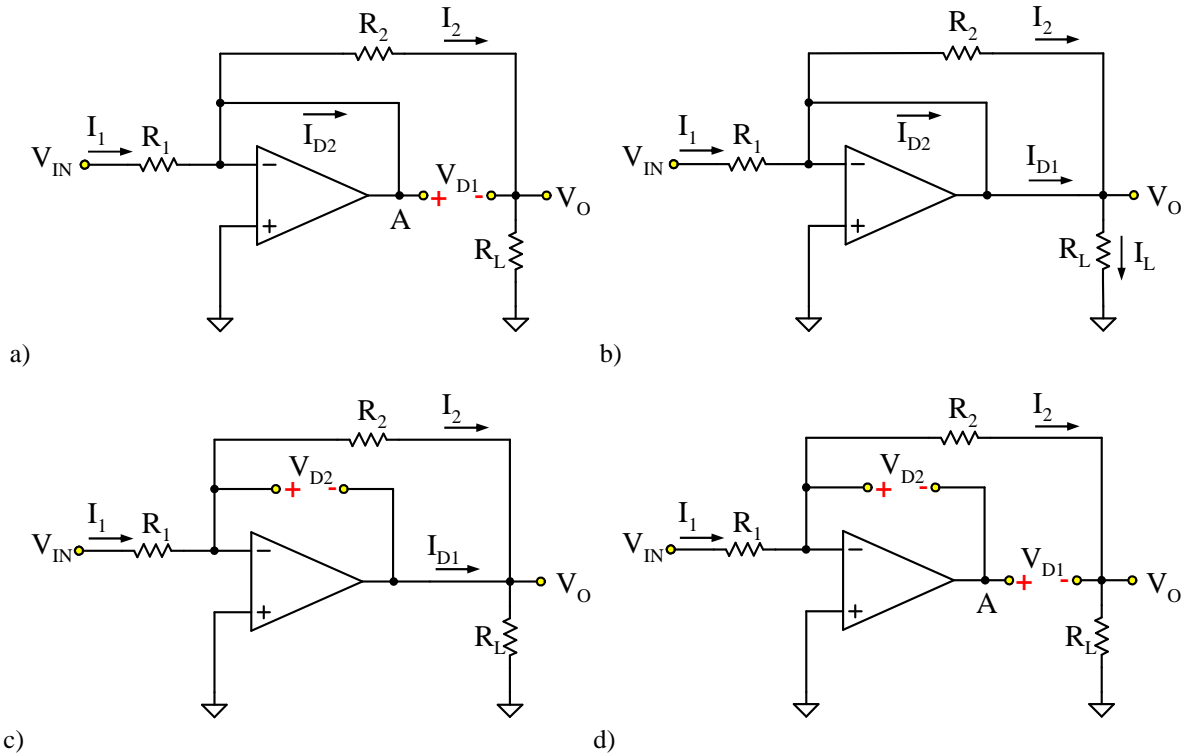 I2
R2
I1
R1
ID2
VIN
−
+
VD1
+ -
A
VO
RL
a)
I2
R2
I1
R1
ID2
ID1
VIN
−
+
VO
RL
IL
b)
I2
R2
VD2
+ -
I1
R1
ID1
VIN
−
+
VO
RL
c)
I2
R2
VD2
+ -
I1
R1
VIN
−
+
VD1
+ -
A
VO
RL
d)